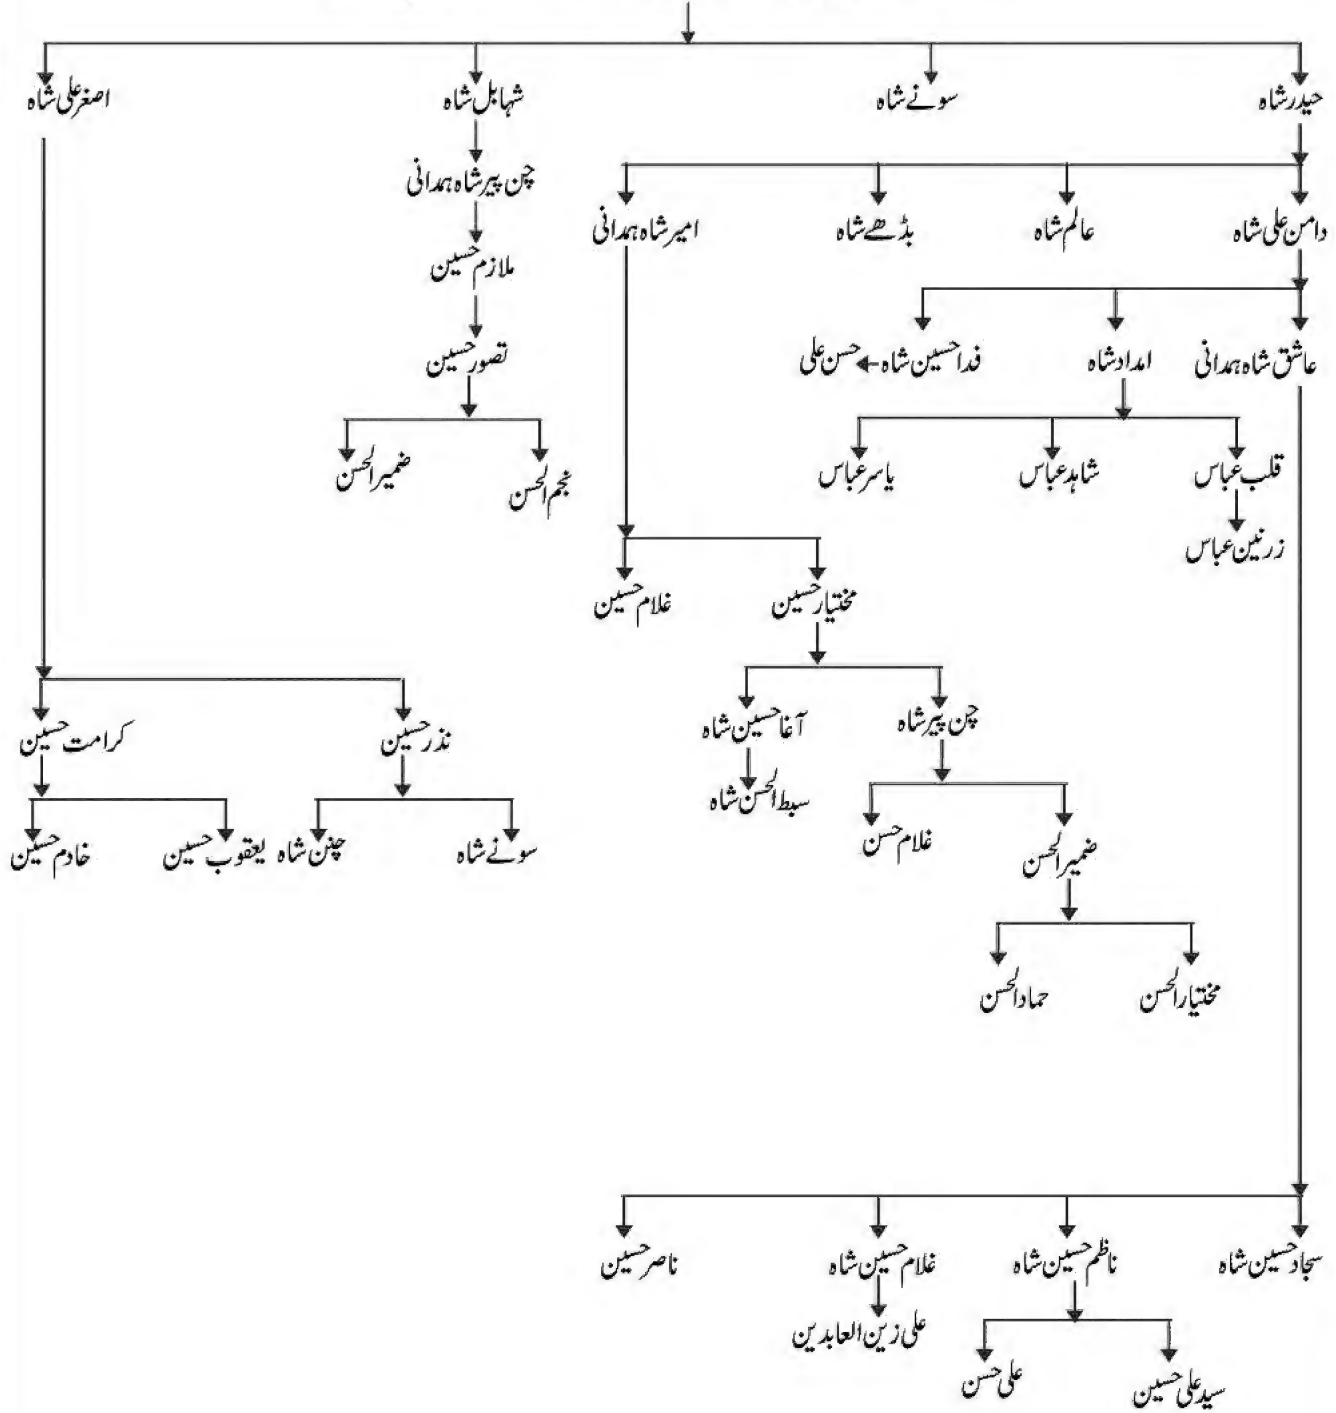 حیدر شاہ
سونے شاہ
شہابل شاہ
اصغر علی شاہ
چن پیر شاہ ہمدانی
دامن علی شاہ
عالم شاہ
بڈھے شاہ
امیر شاہ ہمدانی
ملازم حسین
عاشق شاہ ہمدانی
امداد شاہ
فدا حسین شاہ
حسن علی
تصور حسین
قلب عباس
شاہد عباس
یاسر عباس
نجم الحسن
ضمیر الحسن
زرنین عباس
مختیار حسین
غلام حسین
چن پیر شاہ
آغا حسین شاہ
نذر حسین
کرامت حسین
سبط الحسن شاہ
ضمیر الحسن
غلام حسن
سونے شاہ
چنن شاہ
یعقوب حسین
خادم حسین
مختیار الحسن
حماد الحسن
سجاد حسین شاہ
ناظم حسین شاہ
غلام حسین شاہ
ناصر حسین
علی زین العابدین
سید علی حسین
علی حسن